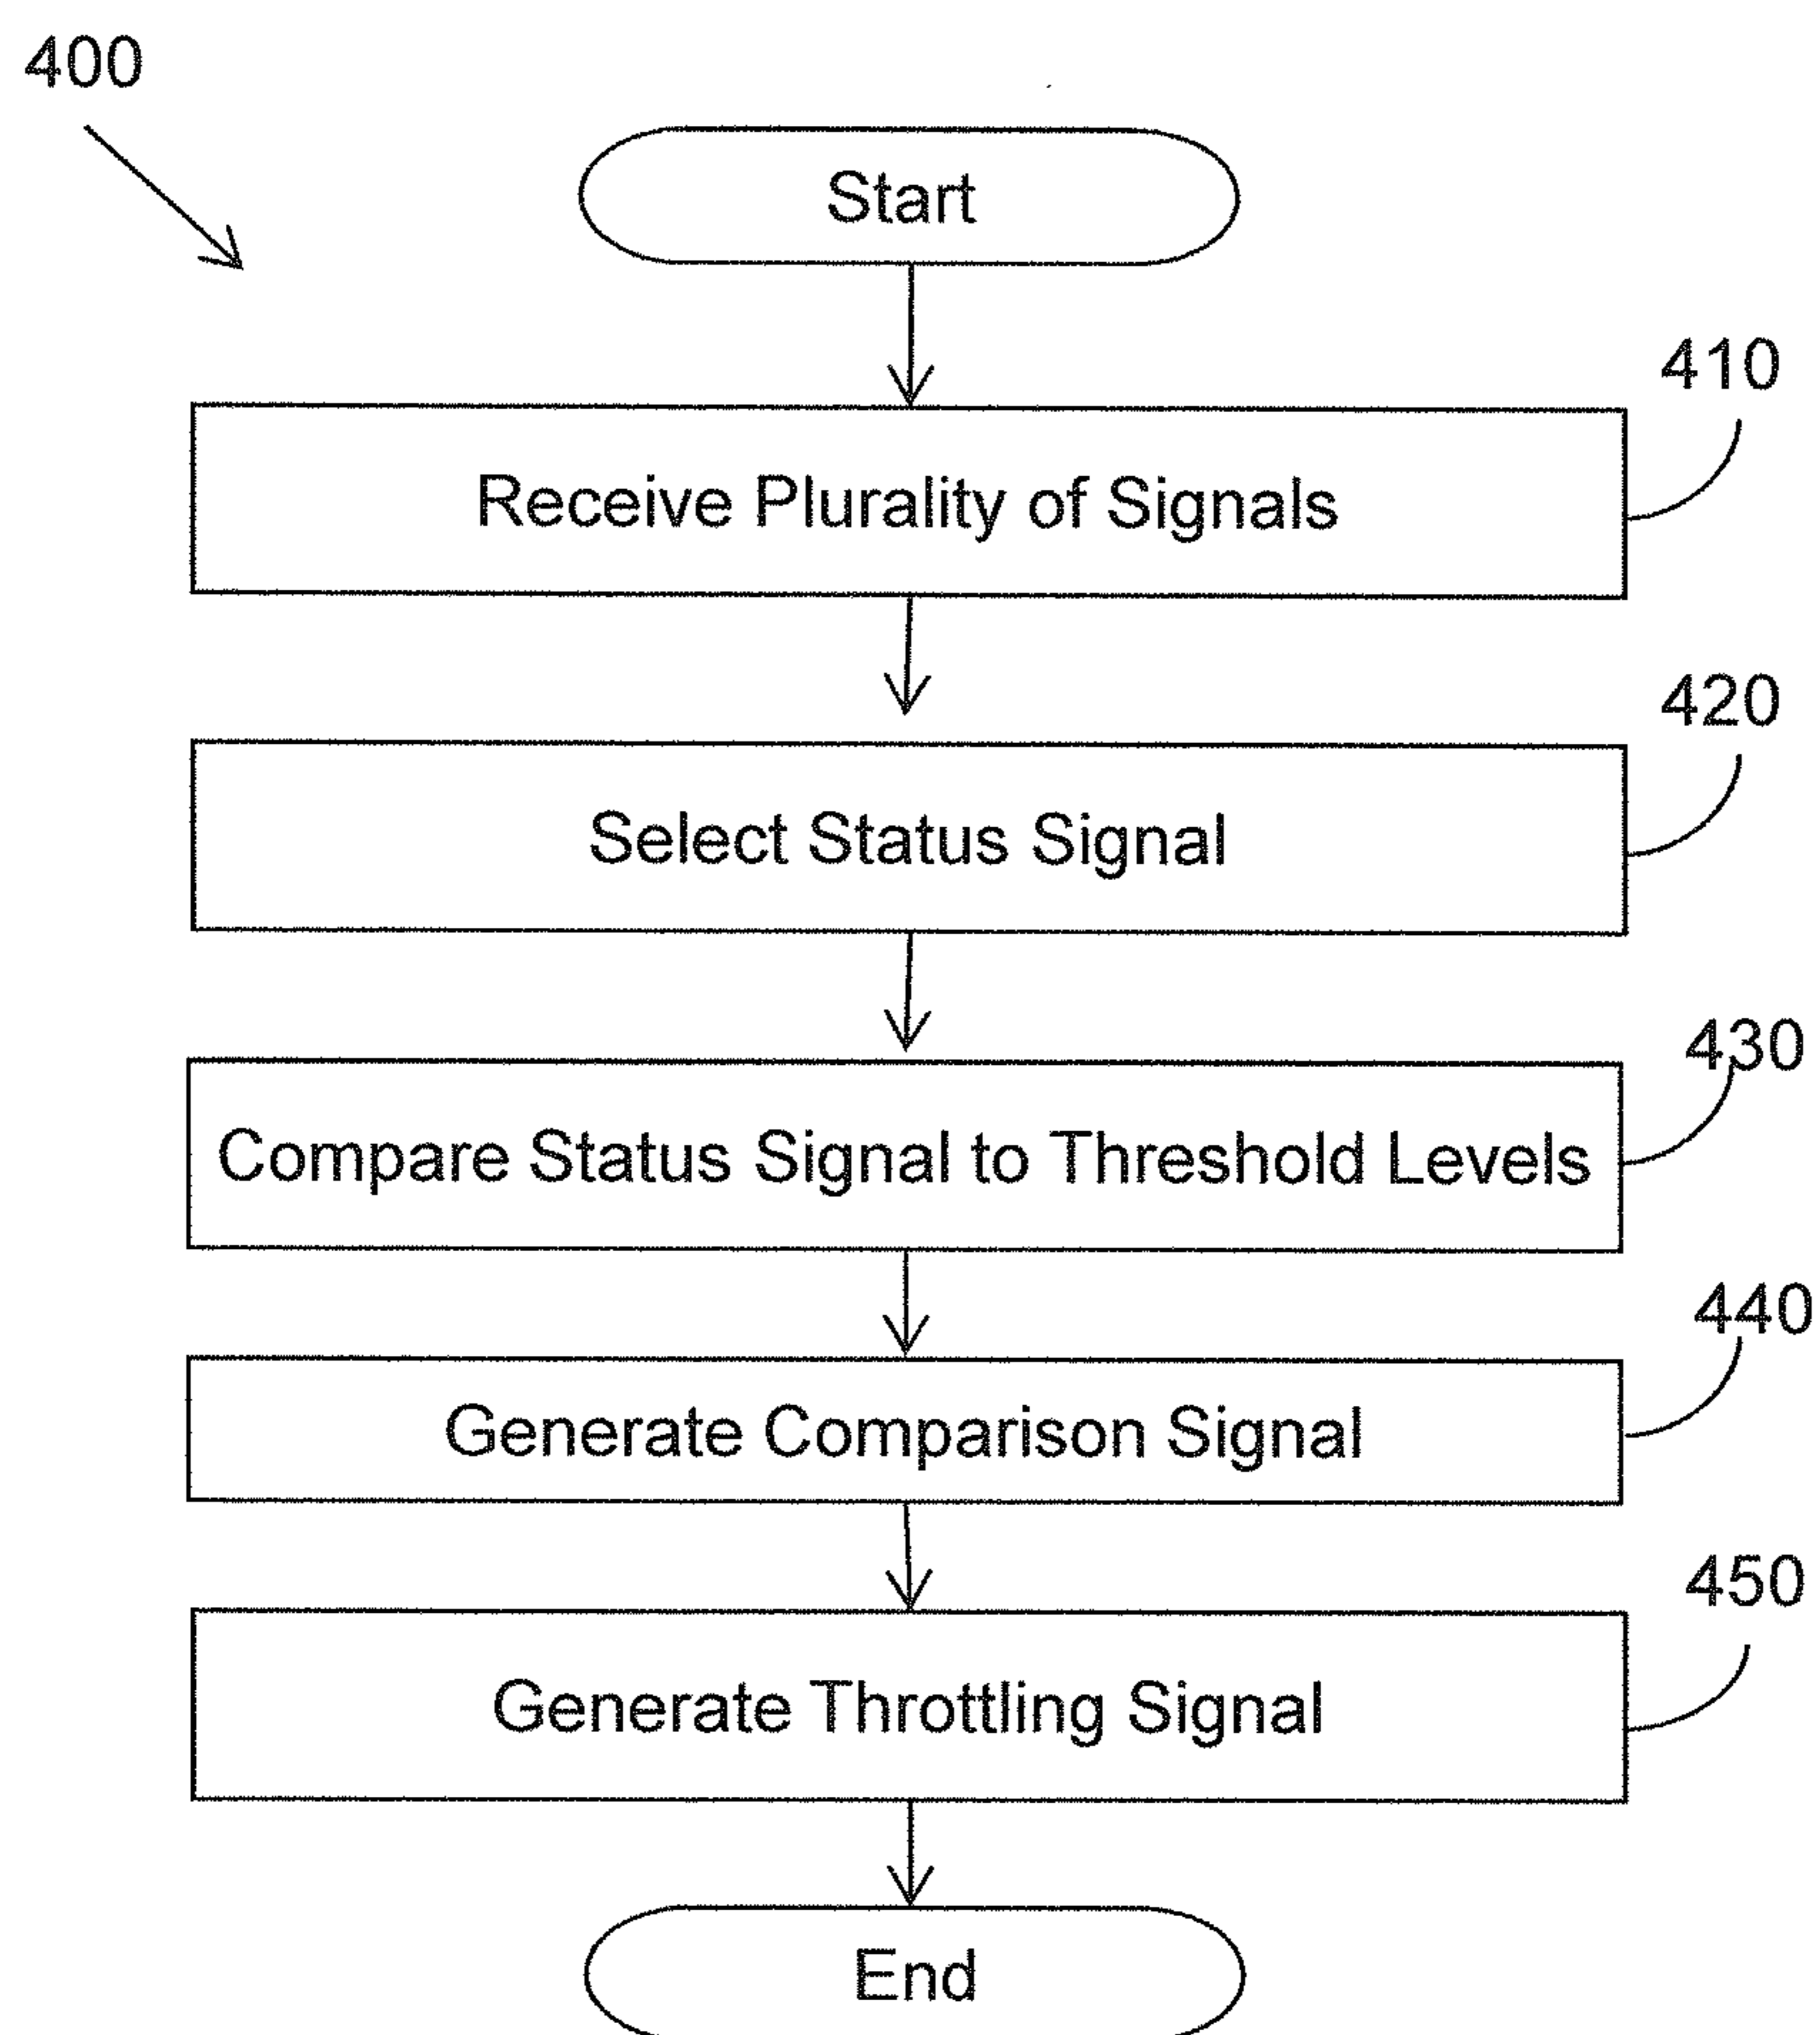 400
Start
410
Receive Plurality of Signals
420
Select Status Signal
430
Compare Status Signal to Threshold Levels
440
Generate Comparison Signal
450
Generate Throttling Signal
End